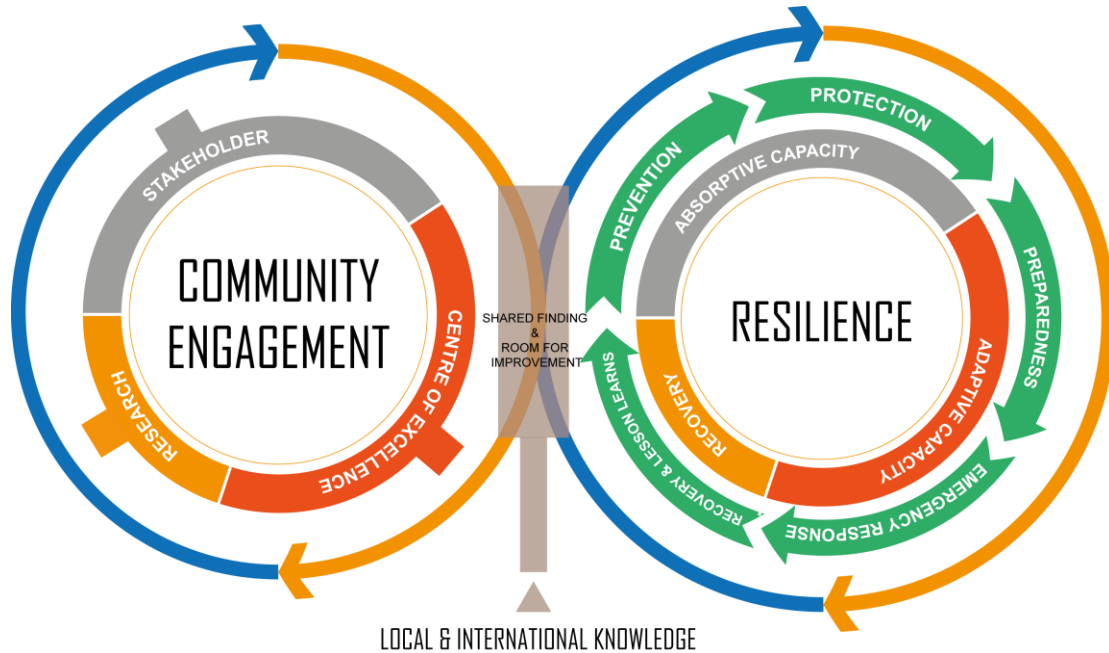 STAKEHOLDER
COMMUNITY
ENGAGEMENT
CENTRE OF EXCELLENCE
RESEARCH
SHARED FINDING
&
ROOM FOR
IMPROVEMENT
PREVENTION
PROTECTION
PREPAREDNESS
EMERGENCY RESPONSE
RECOVERY & LESSON LEARNS
ABSORPTIVE CAPACITY
ADAPTIVE CAPACITY
RECOVERY
RESILIENCE
LOCAL & INTERNATIONAL KNOWLEDGE